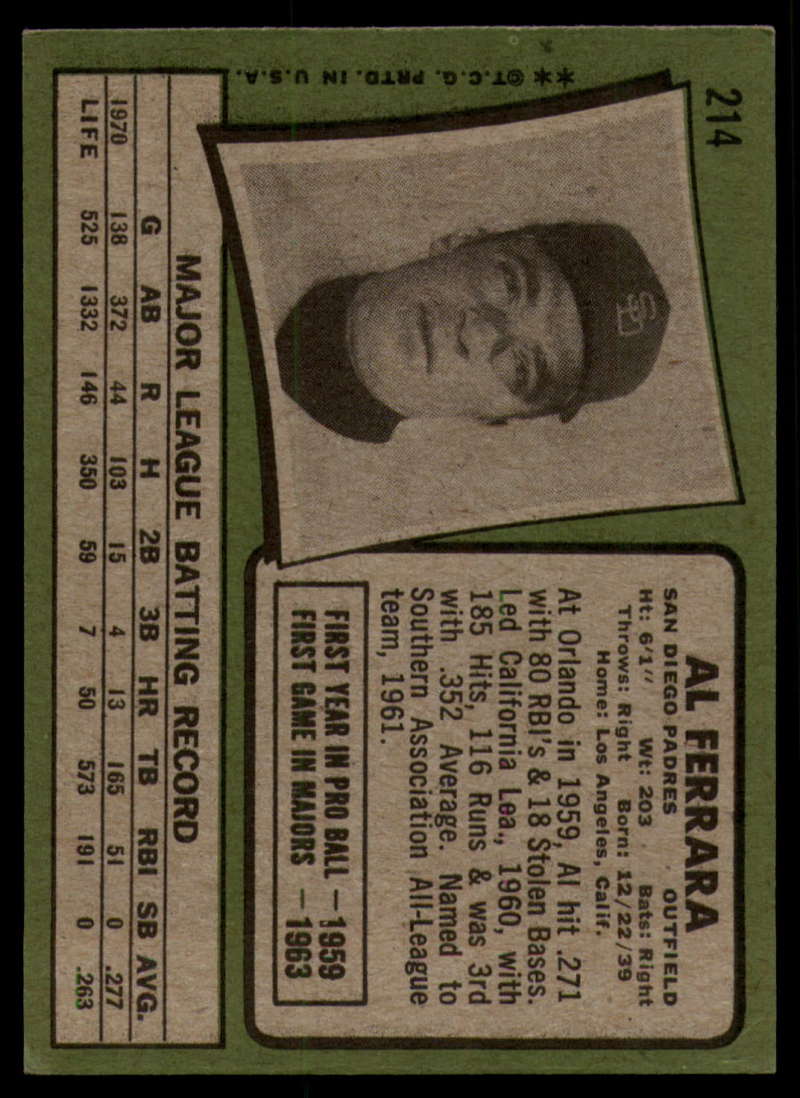 214
**©T.C.G. PRTD. IN U.S.A.
SD
AL FERRARA
SAN DIEGO PADRES OUTFIELD
Ht: 6'1" Wt: 203 Bats: Right
Throws: Right Born: 12/22/39
Home: Los Angeles, Calif.
At Orlando in 1959, Al hit .271
with 80 RBI's & 18 Stolen Bases.
Led California Lea., 1960, with
185 Hits, 116 Runs & was 3rd
with .352 Average. Named to
Southern Association All-League
team, 1961.
FIRST YEAR IN PRO BALL — 1959
FIRST GAME IN MAJORS — 1963
MAJOR LEAGUE BATTING RECORD
G AB R H 2B 3B HR TB RBI SB AVG.
1970 138 372 44 103 15 4 13 165 51 0 .277
LIFE 525 1332 146 350 59 7 50 573 191 0 .263